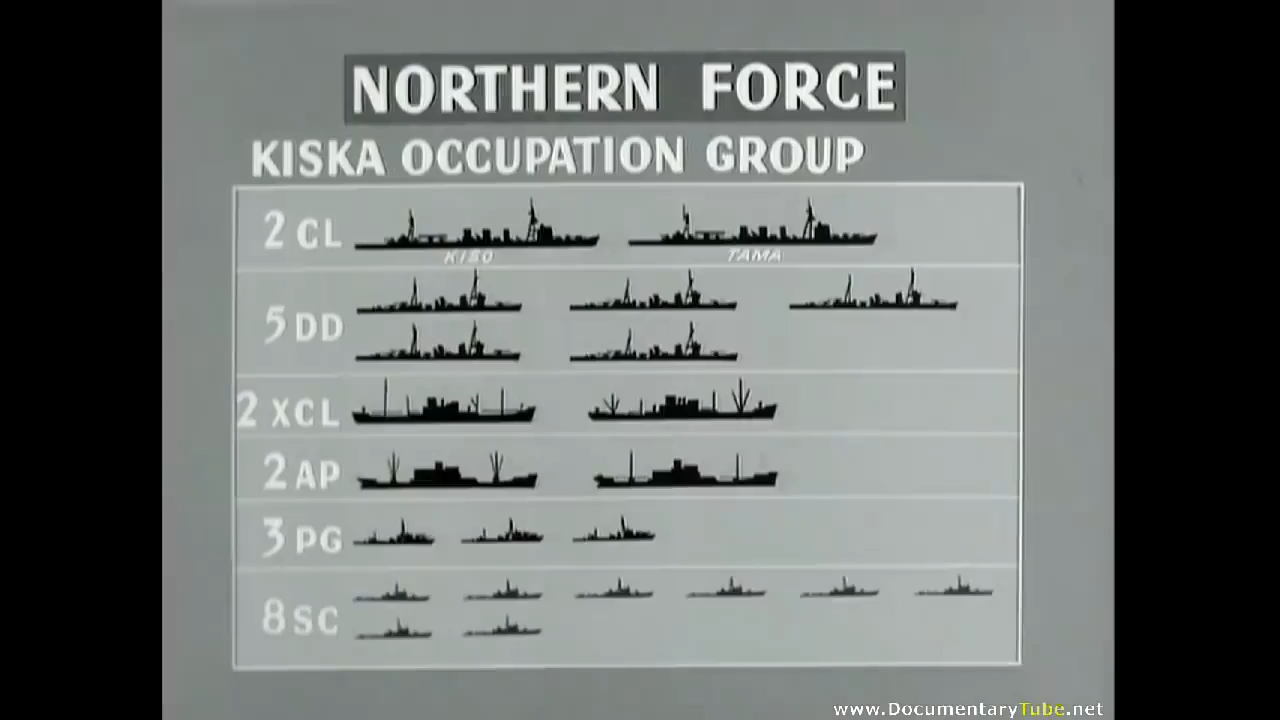 NORTHERN FORCE
KISKA OCCUPATION GROUP
2 CL
KISO TAMA
5 DD
2 XCL
2 AP
3 PG
8 SC
www.DocumentaryTube.net